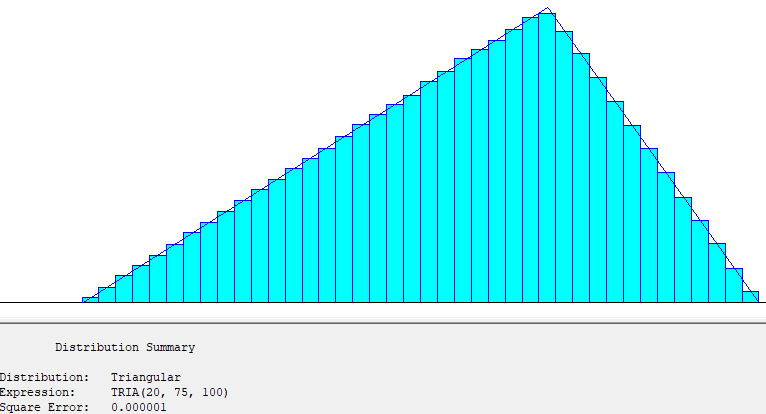 Distribution Summary
Distribution: Triangular
Expression: TRIA(20, 75, 100)
Square Error: 0.000001